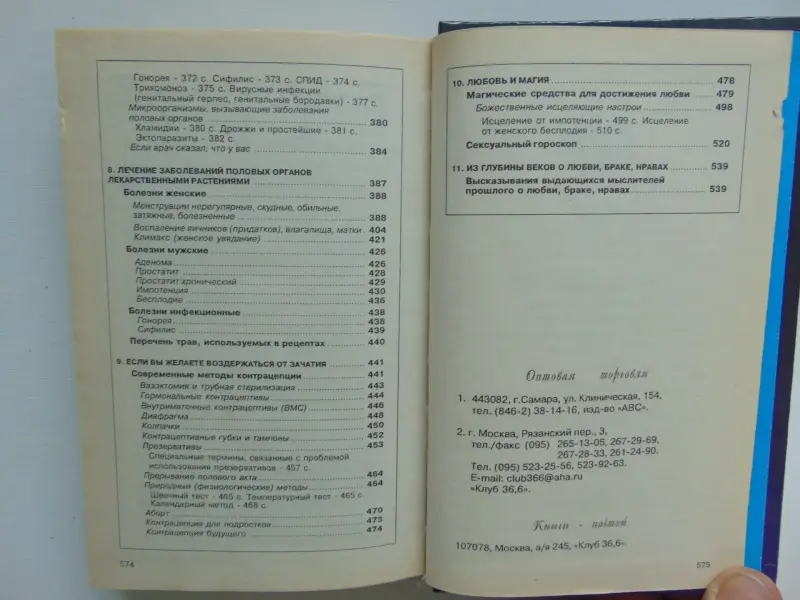 Гонорея - 372 с. Сифилис - 373 с. СПИД - 374 с.
Трихомоноз - 375 с. Вирусные инфекции
(генитальный герпес, генитальные бородавки) - 377 с.
Микроорганизмы, вызывающие заболевания
половых органов 380
Хламидии - 380 с. Дрожжи и простейшие - 381 с.
Эктопаразиты - 382 с.
Если врач сказал, что у вас 384
8. ЛЕЧЕНИЕ ЗАБОЛЕВАНИЙ ПОЛОВЫХ ОРГАНОВ
ЛЕКАРСТВЕННЫМИ РАСТЕНИЯМИ 387
Болезни женские 388
Менструации нерегулярные, скудные, обильные,
затяжные, болезненные 388
Воспаление яичников (придатков), влагалища, матки 404
Климакс (женское увядание) 421
Болезни мужские 426
Аденома 426
Простатит 428
Простатит хронический 429
Импотенция 430
Бесплодие 436
Болезни инфекционные 438
Гонорея 438
Сифилис 439
Перечень трав, используемых в рецептах 440
9. ЕСЛИ ВЫ ЖЕЛАЕТЕ ВОЗДЕРЖАТЬСЯ ОТ ЗАЧАТИЯ 441
Современные методы контрацепции 441
Вазэктомия и трубная стерилизация 443
Гормональные контрацептивы 444
Внутриматочные контрацептивы (ВМС) 446
Диафрагма 448
Колпачки 450
Контрацептивные губки и тампоны 452
Презервативы 453
Специальные термины, связанные с проблемой
использования презервативов - 457 с.
Прерывание полового акта 464
Природный (физиологические) методы 464
Цветный тест - 465 с. Температурный тест - 465 с.
Календарный метод - 468 с.
Аборт 470
Контрацепция для подростков 473
Контрацепция будущего 474
574
10. ЛЮБОВЬ И МАГИЯ 478
Магические средства для достижения любви 479
Божественные исцеляющие настрои 498
Исцеление от импотенции - 499 с. Исцеление
от женского бесплодия - 510 с.
Сексуальный гороскоп 520
11. ИЗ ГЛУБИНЫ ВЕКОВ О ЛЮБВИ, БРАКЕ, НРАВАХ 539
Высказывания выдающихся мыслителей
прошлого о любви, браке, нравах 539
Оптовая торговля
1. 443082, г.Самара, ул. Клиническая, 154,
тел. (846-2) 38-14-16, изд-во «АВС».
2. г. Москва, Рязанский пер., 3,
тел./факс (095) 265-13-05, 267-29-69,
267-28-33, 261-24-90.
Тел. (095) 523-25-56, 523-92-63.
E-mail: club366@aha.ru
«Клуб 36,6».
Книги - почтой
107078, Москва, а/я 245, «Клуб 36,6».
575